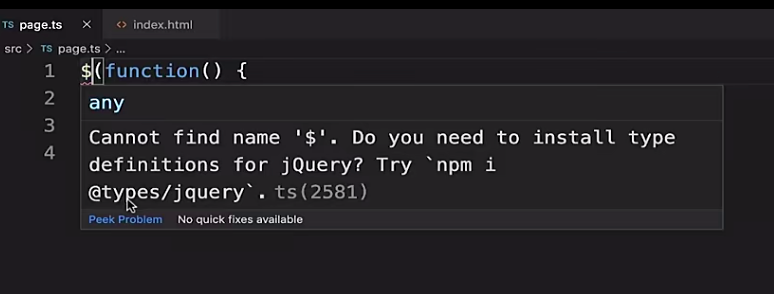 TS page.ts × <> index.html
src > TS page.ts > ...
1 $(function() {
2 any
3 Cannot find name '$'. Do you need to install type
4 definitions for jQuery? Try `npm i
@types/jquery`. ts(2581)
Peek Problem No quick fixes available